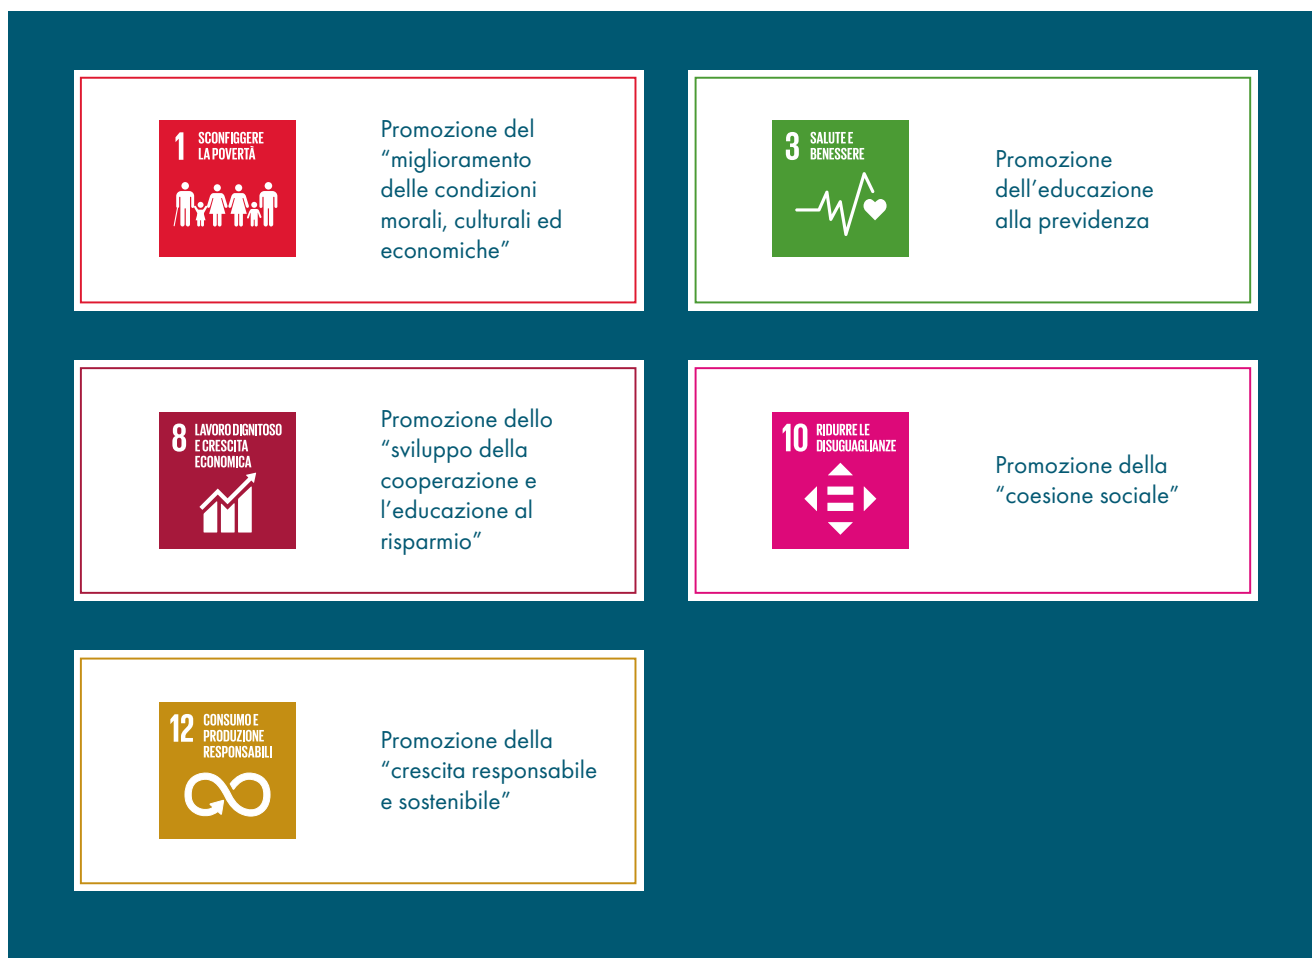 1 SCONFIGGERE
LA POVERTÀ
Promozione del
“miglioramento
delle condizioni
morali, culturali ed
economiche”
3 SALUTE E
BENESSERE
Promozione
dell’educazione
alla previdenza
8 LAVORO DIGNITOSO
E CRESCITA
ECONOMICA
Promozione dello
“sviluppo della
cooperazione e
l’educazione al
risparmio”
10 RIDURRE LE
DISUGUAGLIANZE
Promozione della
“coesione sociale”
12 CONSUMO E
PRODUZIONE
RESPONSABILI
Promozione della
“crescita responsabile
e sostenibile”